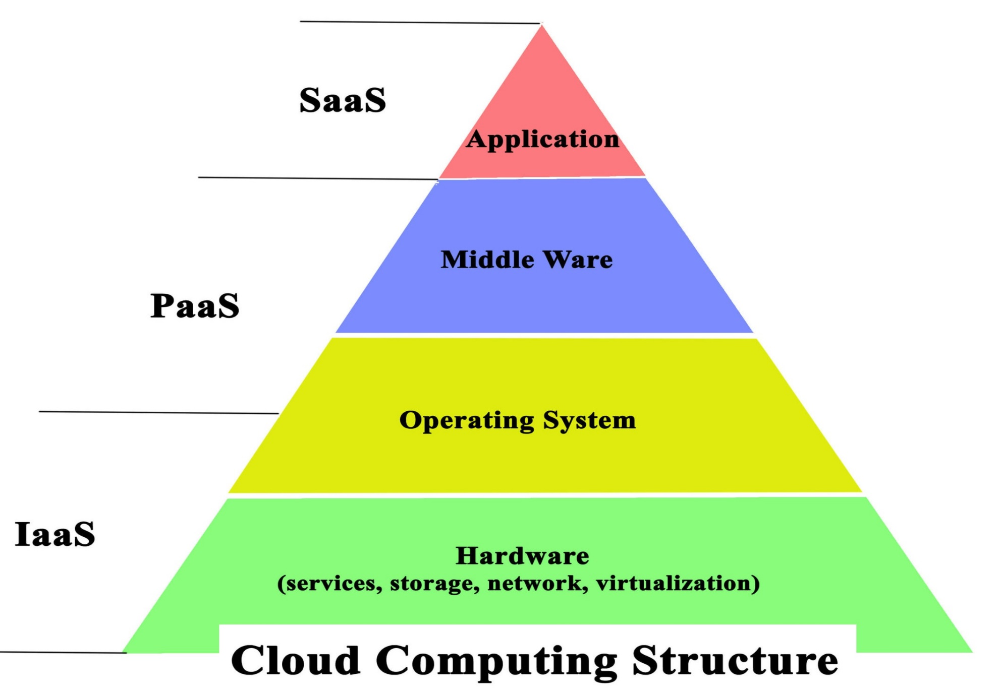 SaaS
Application
Middle Ware
PaaS
Operating System
IaaS
Hardware
(services, storage, network, virtualization)
Cloud Computing Structure